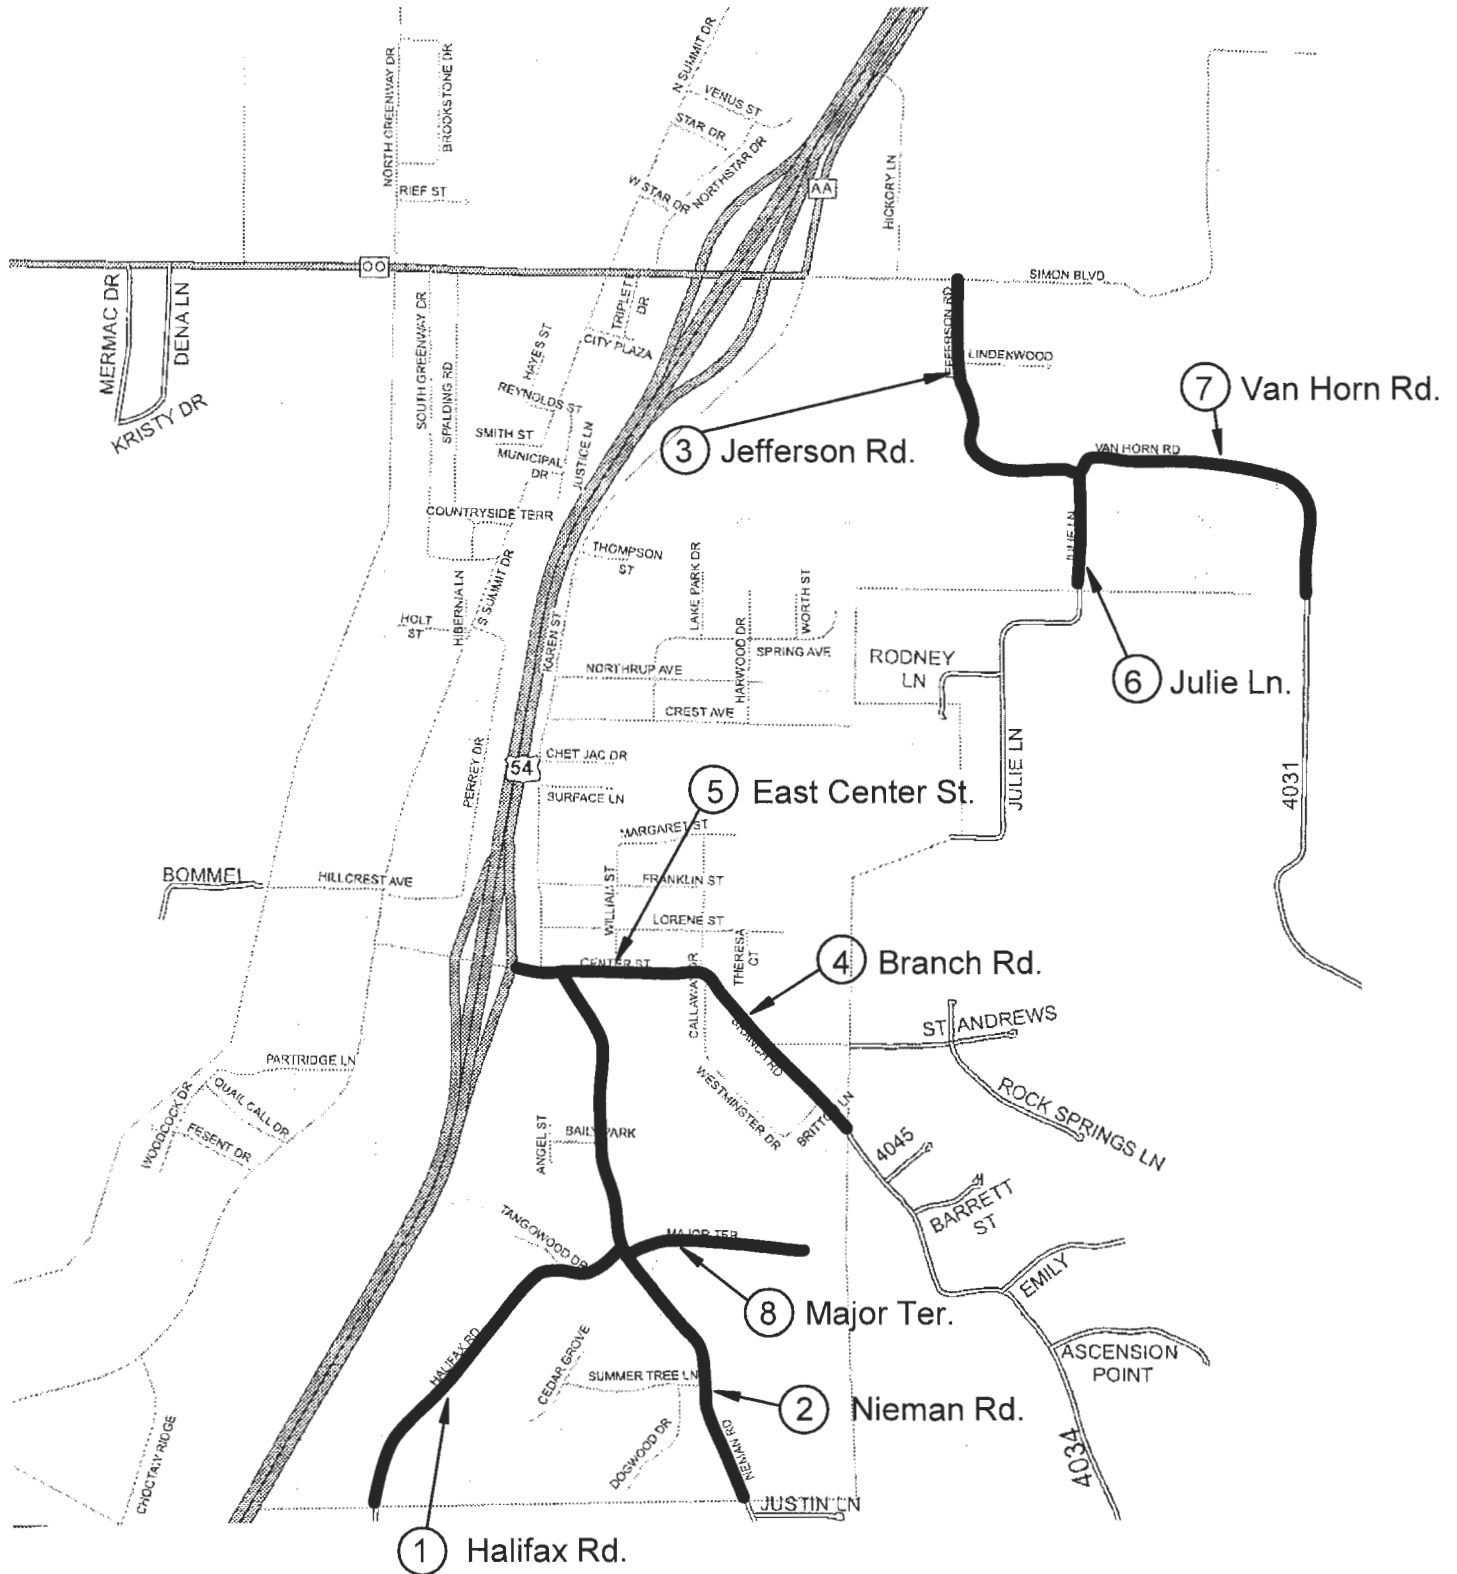 N SUMMIT DR
VENUS ST
STAR DR
NORTHSTAR DR
W STAR DR
NORTH GREENWAY DR
BROOKSTONE DR
RIEF ST
AA
HICKORY LN
OO
SIMON BLVD
MERMAC DR
DENA LN
KRISTY DR
SOUTH GREENWAY DR
SPALDING RD
TRIPLETT DR
CITY PLAZA
HAYES ST
REYNOLDS ST
SMITH ST
MUNICIPAL
DR
JUSTICE LN
COUNTRYSIDE TERR
JEFFERSON RD
LINDENWOOD
3 Jefferson Rd.
7 Van Horn Rd.
VAN HORN RD
JULIE LN
6 Julie Ln.
THOMPSON
ST
LAKE PARK DR
WORTH ST
HARWOOD DR
SPRING AVE
KAREN ST
NORTHRUP AVE
CREST AVE
HOLT
ST
HIBERNIA LN
S SUMMIT DR
RODNEY
LN
JULIE LN
4031
PERREY DR
54
CHET JAC DR
SURFACE LN
5 East Center St.
MARGARET ST
WILLIAM ST
FRANKLIN ST
LORENE ST
THERESA
CT
BOMMEL
HILLCREST AVE
CENTER ST
CALLAWAY DR
4 Branch Rd.
BRANCH RD
ST ANDREWS
ROCK SPRINGS LN
PARTRIDGE LN
WOODCOCK DR
QUAIL CALL DR
FESENT DR
WESTMINSTER DR
BRITTON LN
4045
BARRETT
ST
ANGEL ST
BAILY PARK
TANGOWOOD DR
MAJOR TER
8 Major Ter.
EMILY
ASCENSION
POINT
HALIFAX RD
CEDAR GROVE
SUMMER TREE LN
DOGWOOD DR
2 Nieman Rd.
NEMAN RD
4034
CHOCTAW RIDGE
JUSTIN LN
1 Halifax Rd.